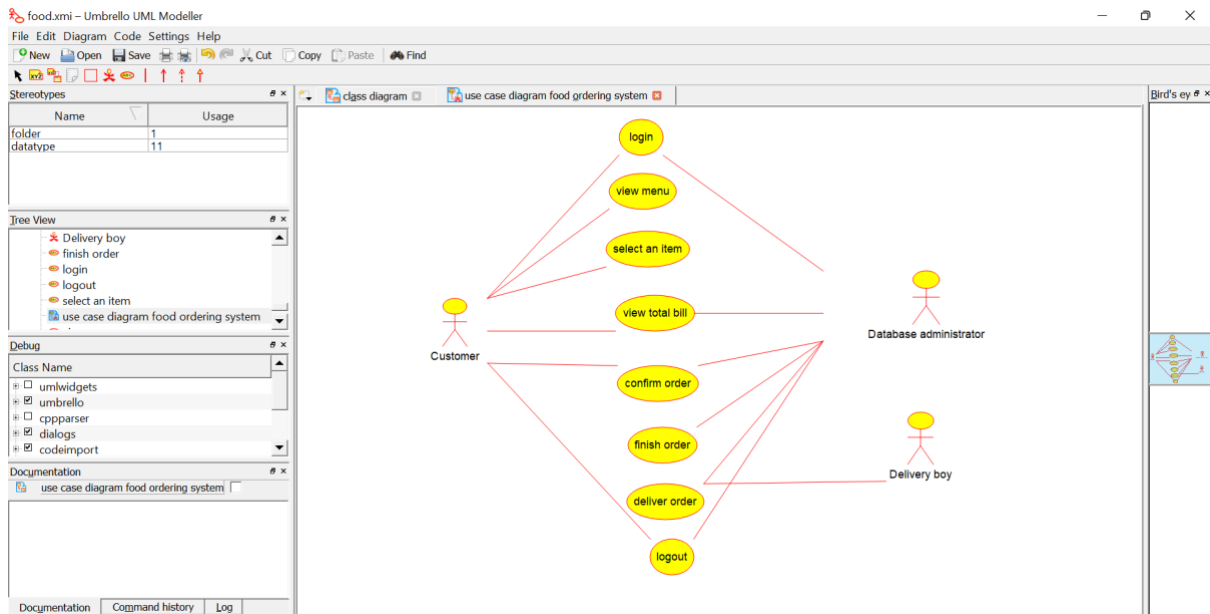 food.xmi – Umbrello UML Modeller
File Edit Diagram Code Settings Help
New Open Save Cut Copy Paste Find
Stereotypes
Name Usage
folder 1
datatype 11
Tree View
Delivery boy
finish order
login
logout
select an item
use case diagram food ordering system
Debug
Class Name
umlwidgets
umbrello
cppparser
dialogs
codeimport
Documentation
use case diagram food ordering system
Documentation Command history Log
class diagram use case diagram food ordering system
login
view menu
select an item
view total bill
confirm order
finish order
deliver order
logout
Customer
Database administrator
Delivery boy
Bird's ey